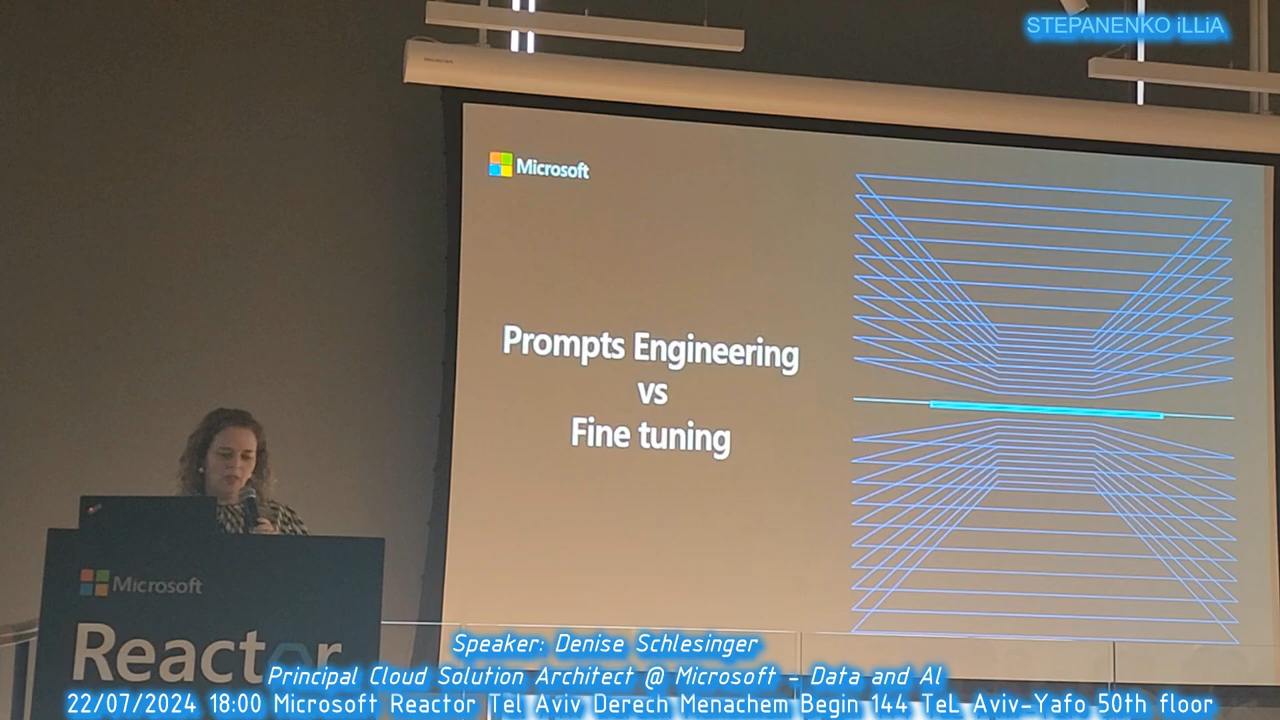 STEPANENKO iLLiA
Microsoft
Prompts Engineering
vs
Fine tuning
Microsoft
Reactor
Speaker: Denise Schlesinger
Principal Cloud Solution Architect @ Microsoft - Data and AI
22/07/2024 18:00 Microsoft Reactor Tel Aviv Derech Menachem Begin 144 TeL Aviv-Yafo 50th floor